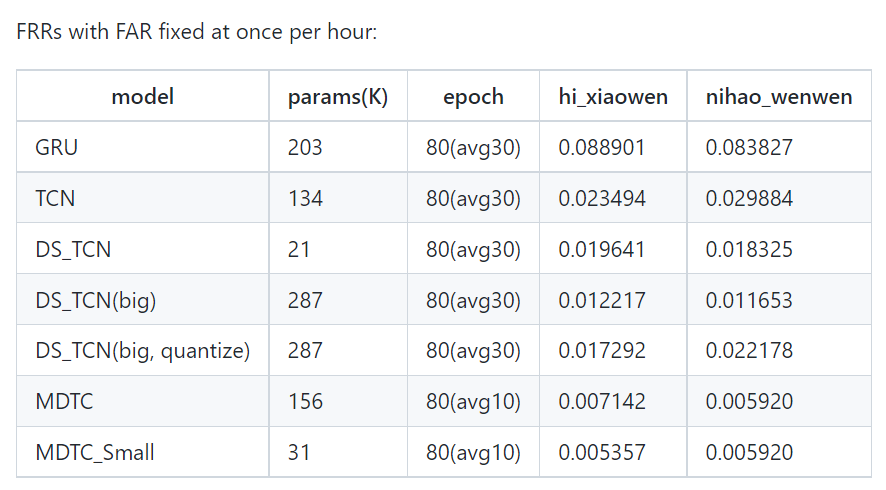 FRRs with FAR fixed at once per hour:
model params(K) epoch hi_xiaowen nihao_wenwen
GRU 203 80(avg30) 0.088901 0.083827
TCN 134 80(avg30) 0.023494 0.029884
DS_TCN 21 80(avg30) 0.019641 0.018325
DS_TCN(big) 287 80(avg30) 0.012217 0.011653
DS_TCN(big, quantize) 287 80(avg30) 0.017292 0.022178
MDTC 156 80(avg10) 0.007142 0.005920
MDTC_Small 31 80(avg10) 0.005357 0.005920